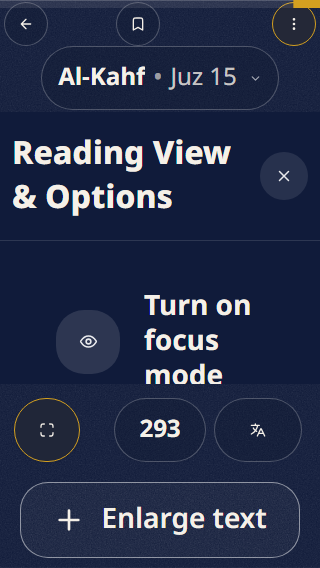 Al-Kahf • Juz 15
Reading View
& Options
Turn on
focus
mode
293
Enlarge text